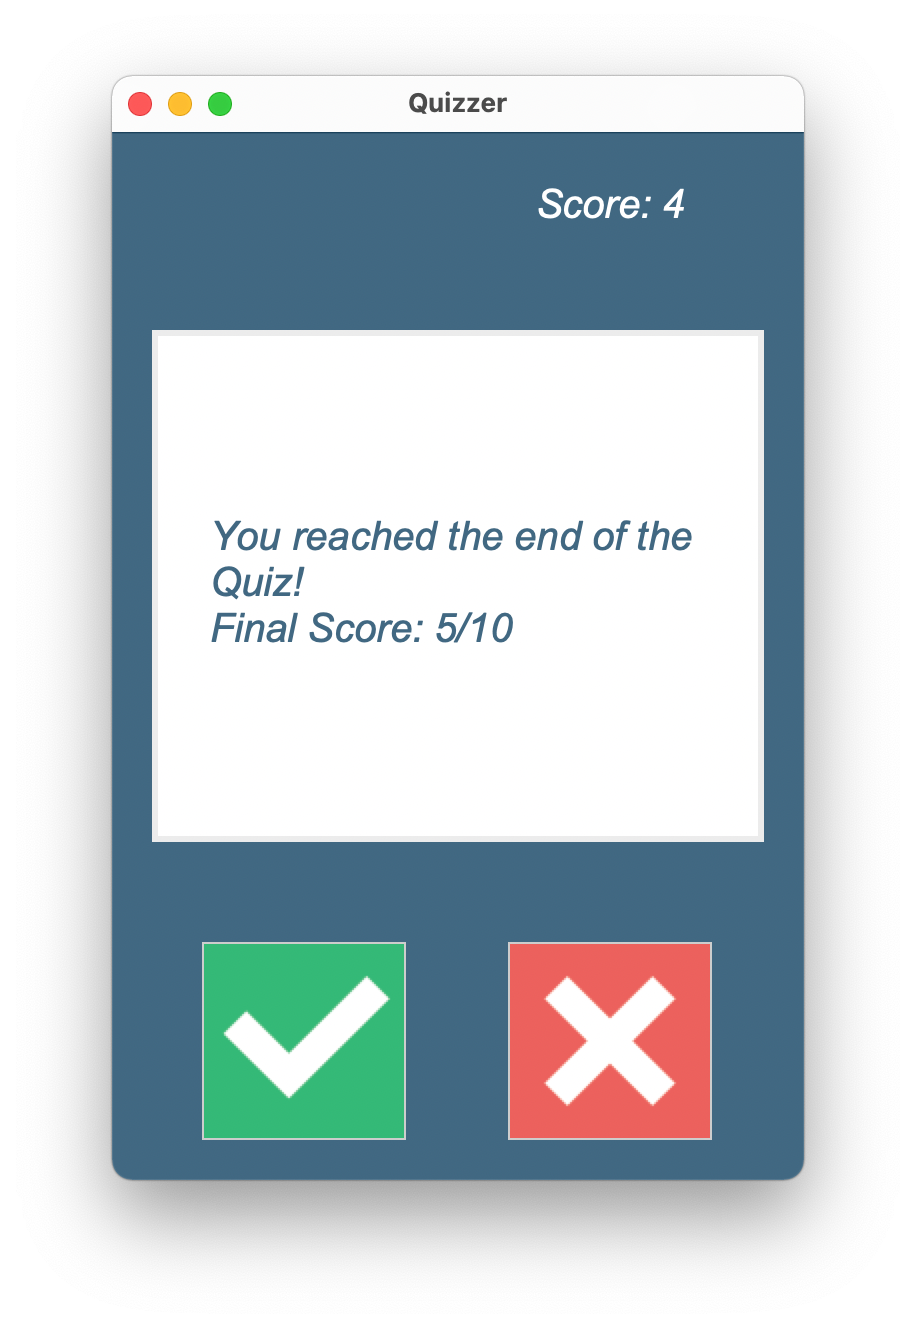 Quizzer
Score: 4
You reached the end of the
Quiz!
Final Score: 5/10